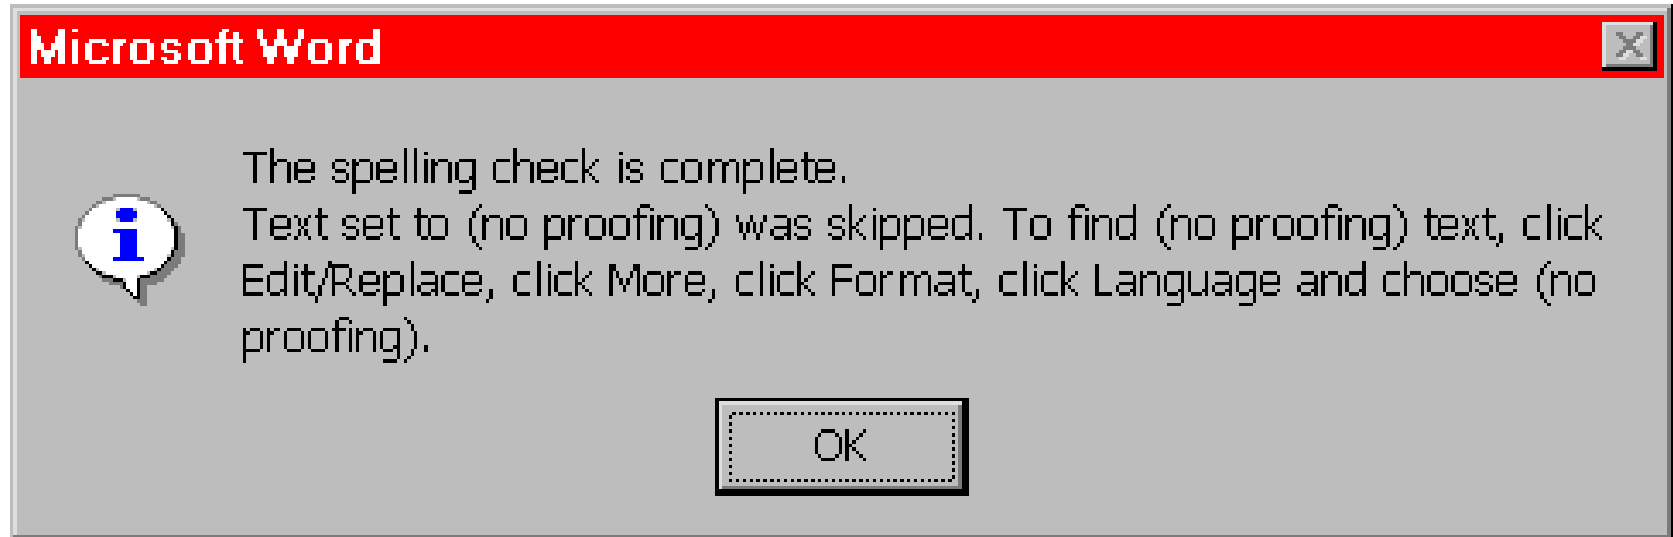 Microsoft Word
The spelling check is complete.
Text set to (no proofing) was skipped. To find (no proofing) text, click
Edit/Replace, click More, click Format, click Language and choose (no
proofing).
OK